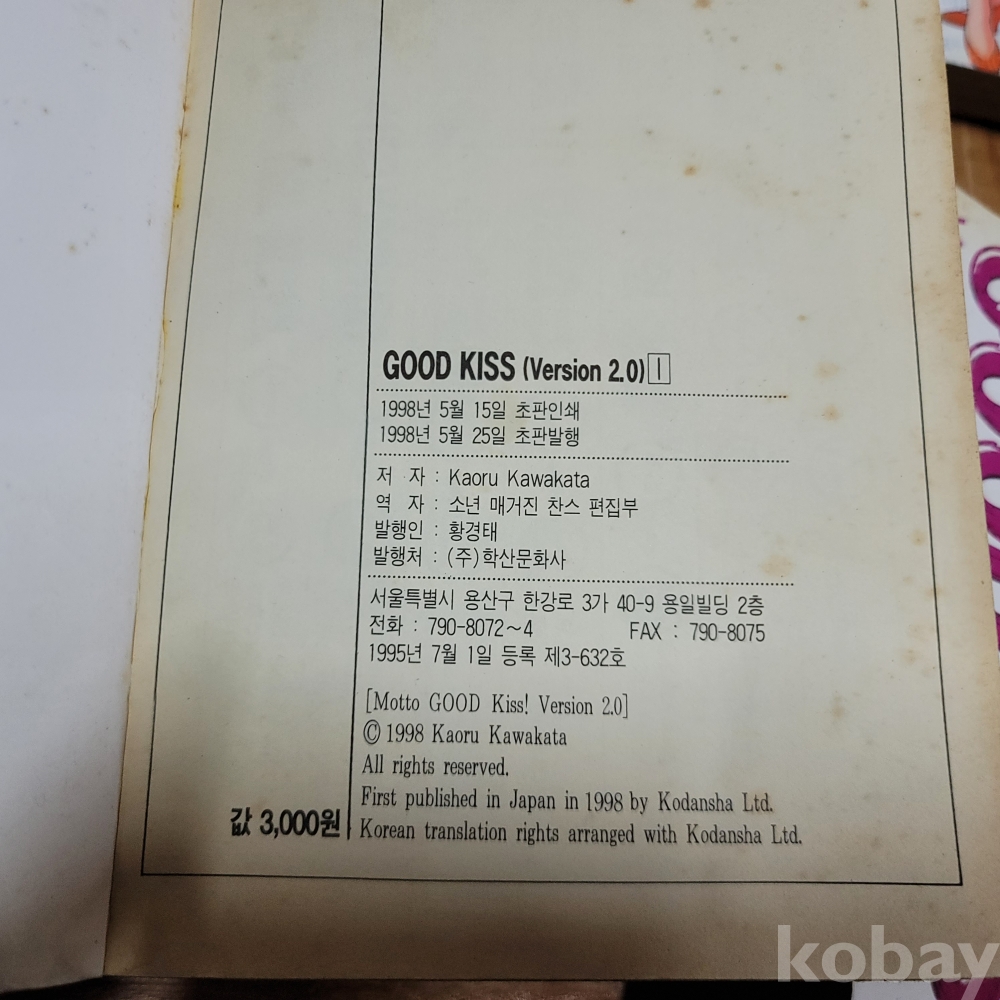 GOOD KISS (Version 2.0) 1
1998년 5월 15일 초판인쇄
1998년 5월 25일 초판발행
저 자 : Kaoru Kawakata
역 자 : 소년 매거진 찬스 편집부
발행인 : 황경태
발행처 : (주)학산문화사
서울특별시 용산구 한강로 3가 40-9 용일빌딩 2층
전화 : 790-8072~4 FAX : 790-8075
1995년 7월 1일 등록 제3-632호
[Motto GOOD Kiss! Version 2.0]
© 1998 Kaoru Kawakata
All rights reserved.
First published in Japan in 1998 by Kodansha Ltd.
Korean translation rights arranged with Kodansha Ltd.
값 3,000원
kobay